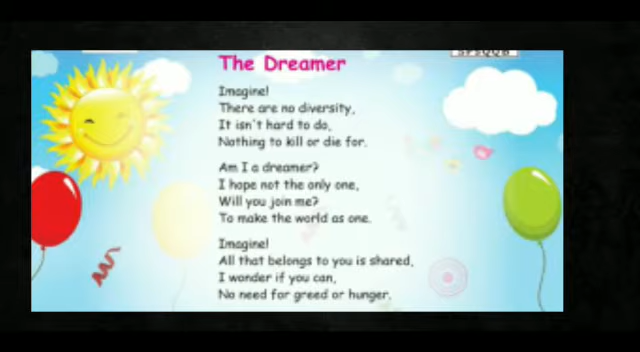 The Dreamer
Imagine!
There are no diversity,
It isn't hard to do,
Nothing to kill or die for.
Am I a dreamer?
I hope not the only one,
Will you join me?
To make the world as one.
Imagine!
All that belongs to you is shared,
I wonder if you can,
No need for greed or hunger.